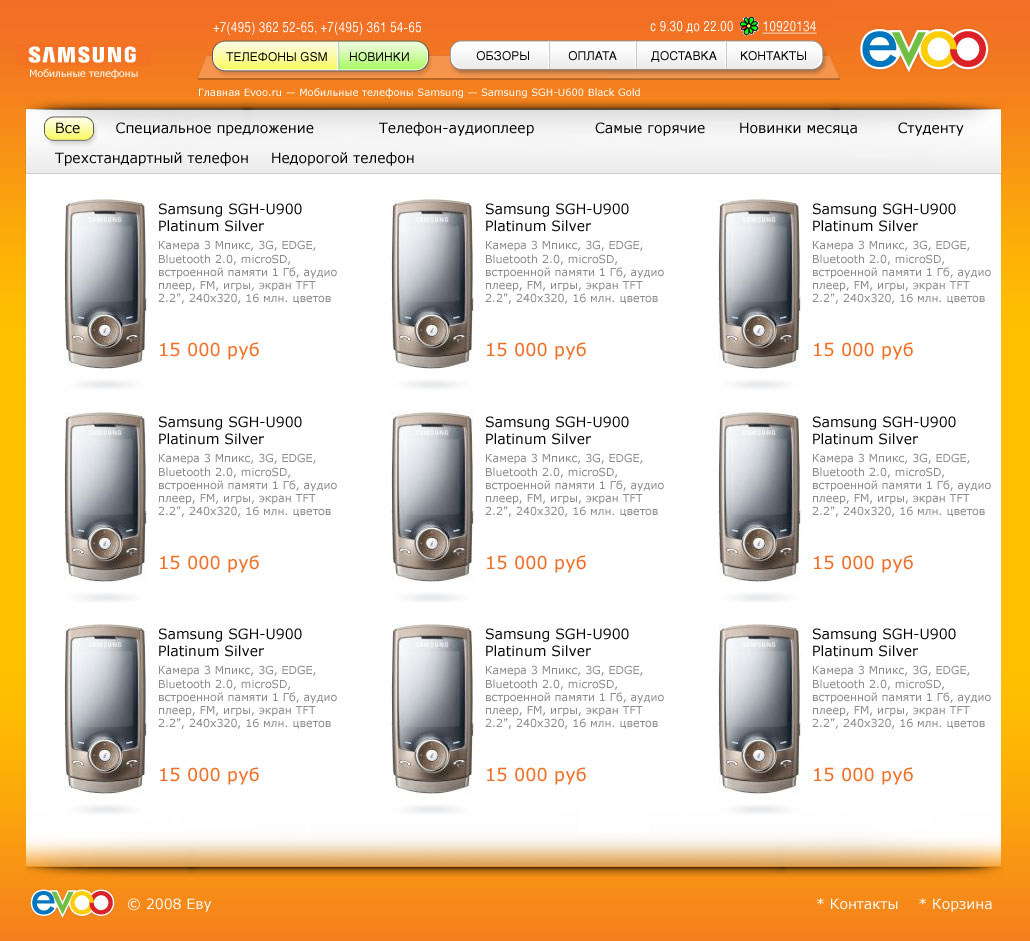 +7(495) 362 52-65, +7(495) 361 54-65
с 9.30 до 22.00 10920134
SAMSUNG
Мобильные телефоны
ТЕЛЕФОНЫ GSM НОВИНКИ
ОБЗОРЫ ОПЛАТА ДОСТАВКА КОНТАКТЫ
evoo
Главная Evoo.ru — Мобильные телефоны Samsung — Samsung SGH-U600 Black Gold
Все Специальное предложение Телефон-аудиоплеер Самые горячие Новинки месяца Студенту
Трехстандартный телефон Недорогой телефон
Samsung SGH-U900
Platinum Silver
Камера 3 Мпикс, 3G, EDGE,
Bluetooth 2.0, microSD,
встроенной памяти 1 Гб, аудио
плеер, FM, игры, экран TFT
2.2", 240x320, 16 млн. цветов
15 000 руб
Samsung SGH-U900
Platinum Silver
Камера 3 Мпикс, 3G, EDGE,
Bluetooth 2.0, microSD,
встроенной памяти 1 Гб, аудио
плеер, FM, игры, экран TFT
2.2", 240x320, 16 млн. цветов
15 000 руб
Samsung SGH-U900
Platinum Silver
Камера 3 Мпикс, 3G, EDGE,
Bluetooth 2.0, microSD,
встроенной памяти 1 Гб, аудио
плеер, FM, игры, экран TFT
2.2", 240x320, 16 млн. цветов
15 000 руб
Samsung SGH-U900
Platinum Silver
Камера 3 Мпикс, 3G, EDGE,
Bluetooth 2.0, microSD,
встроенной памяти 1 Гб, аудио
плеер, FM, игры, экран TFT
2.2", 240x320, 16 млн. цветов
15 000 руб
Samsung SGH-U900
Platinum Silver
Камера 3 Мпикс, 3G, EDGE,
Bluetooth 2.0, microSD,
встроенной памяти 1 Гб, аудио
плеер, FM, игры, экран TFT
2.2", 240x320, 16 млн. цветов
15 000 руб
Samsung SGH-U900
Platinum Silver
Камера 3 Мпикс, 3G, EDGE,
Bluetooth 2.0, microSD,
встроенной памяти 1 Гб, аудио
плеер, FM, игры, экран TFT
2.2", 240x320, 16 млн. цветов
15 000 руб
Samsung SGH-U900
Platinum Silver
Камера 3 Мпикс, 3G, EDGE,
Bluetooth 2.0, microSD,
встроенной памяти 1 Гб, аудио
плеер, FM, игры, экран TFT
2.2", 240x320, 16 млн. цветов
15 000 руб
Samsung SGH-U900
Platinum Silver
Камера 3 Мпикс, 3G, EDGE,
Bluetooth 2.0, microSD,
встроенной памяти 1 Гб, аудио
плеер, FM, игры, экран TFT
2.2", 240x320, 16 млн. цветов
15 000 руб
Samsung SGH-U900
Platinum Silver
Камера 3 Мпикс, 3G, EDGE,
Bluetooth 2.0, microSD,
встроенной памяти 1 Гб, аудио
плеер, FM, игры, экран TFT
2.2", 240x320, 16 млн. цветов
15 000 руб
evoo © 2008 Еву * Контакты * Корзина